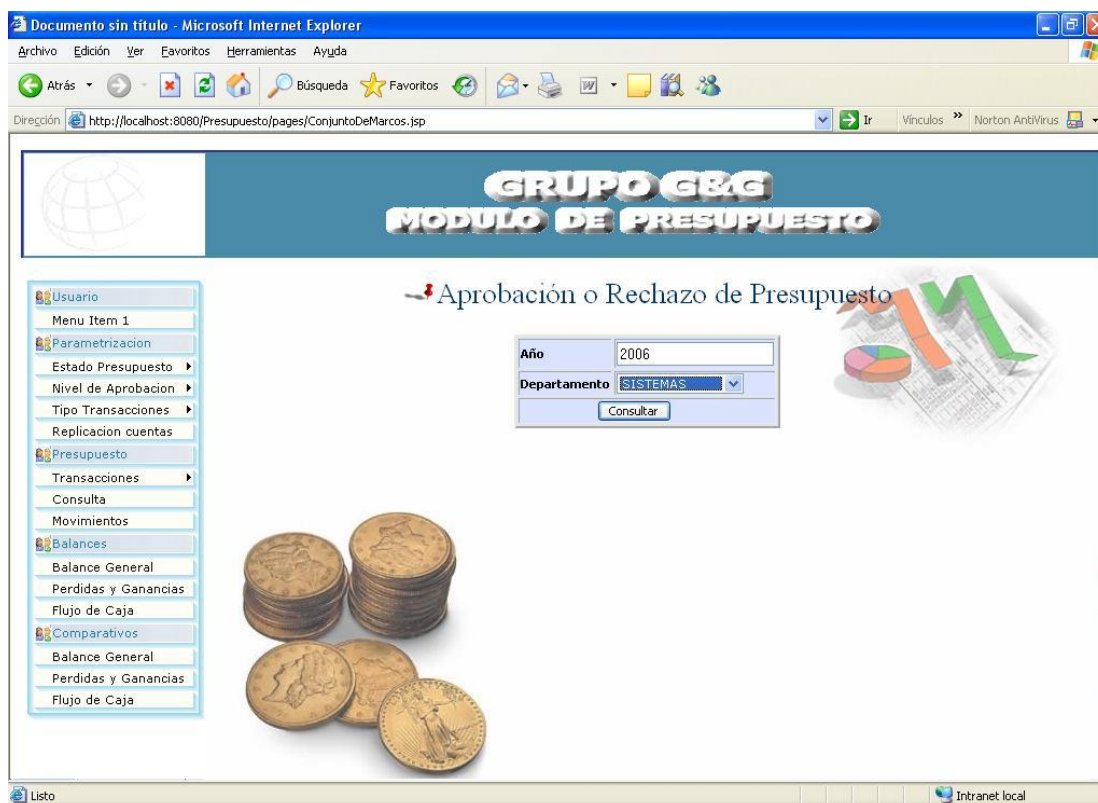 Documento sin título - Microsoft Internet Explorer
Archivo Edición Ver Favoritos Herramientas Ayuda
Atrás Búsqueda Favoritos
Dirección http://localhost:8080/Presupuesto/pages/ConjuntoDeMarcos.jsp Ir Vínculos » Norton AntiVirus
GRUPO G&G
MODULO DE PRESUPUESTO
Usuario
Menu Item 1
Parametrizacion
Estado Presupuesto
Nivel de Aprobacion
Tipo Transacciones
Replicacion cuentas
Presupuesto
Transacciones
Consulta
Movimientos
Balances
Balance General
Perdidas y Ganancias
Flujo de Caja
Comparativos
Balance General
Perdidas y Ganancias
Flujo de Caja
Aprobación o Rechazo de Presupuesto
Año 2006
Departamento SISTEMAS
Consultar
Listo Intranet local